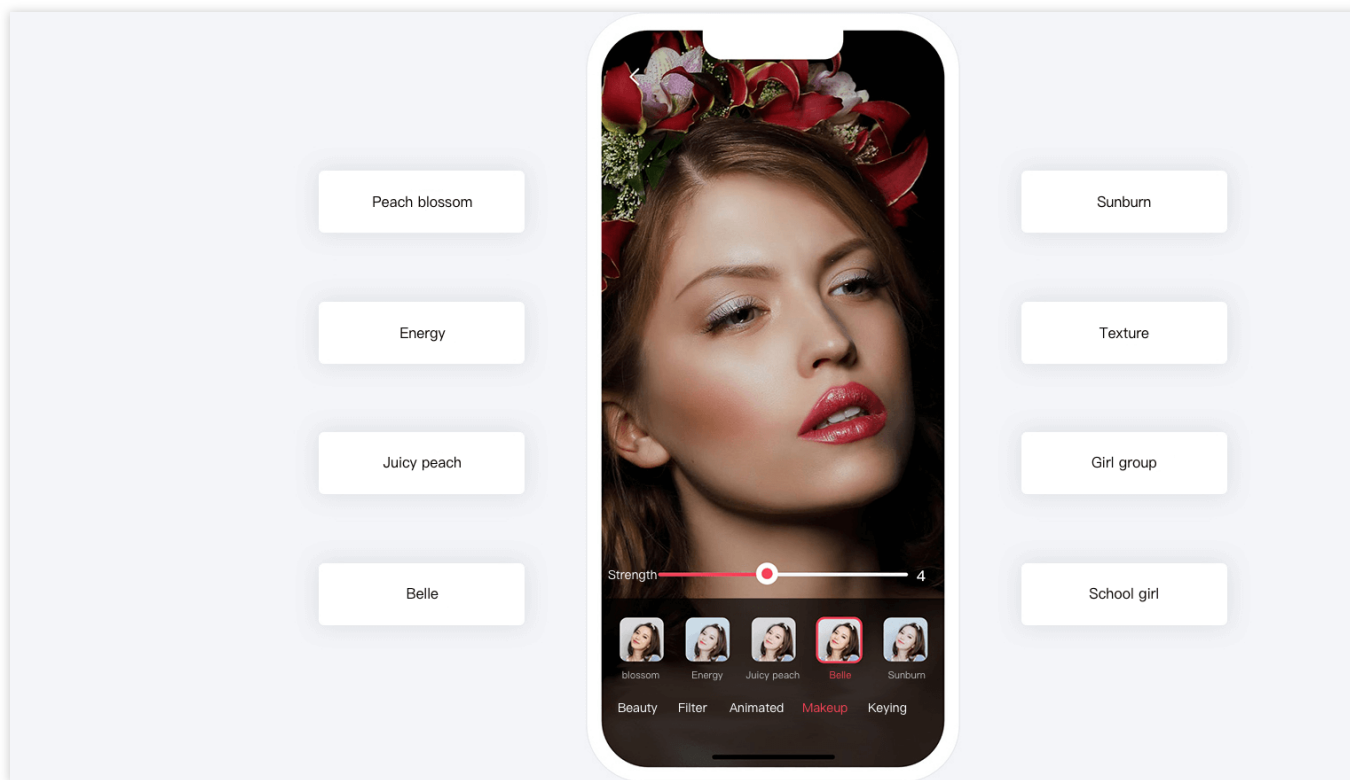 Peach blossom
Energy
Juicy peach
Belle
Strength 4
blossom Energy Juicy peach Belle Sunburn
Beauty Filter Animated Makeup Keying
Sunburn
Texture
Girl group
School girl